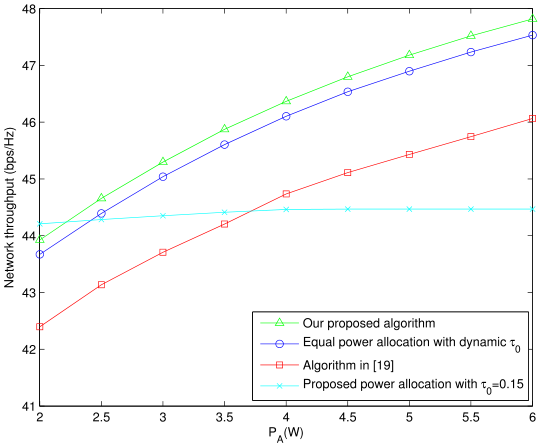 48
47
46
45
44
43
42
41
Network throughput (bps/Hz)
Our proposed algorithm
Equal power allocation with dynamic τ0
Algorithm in [19]
Proposed power allocation with τ0=0.15
2 2.5 3 3.5 4 4.5 5 5.5 6
PA(W)